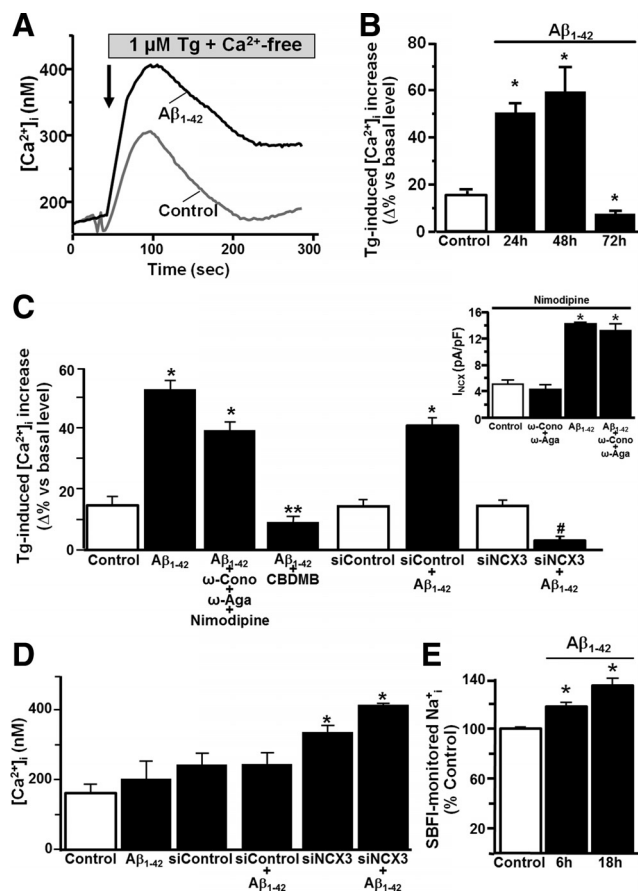 A
1 µM Tg + Ca²⁺-free
[Ca²⁺]ᵢ (nM)
400
300
200
Aβ₁₋₄₂
Control
0
100
200
300
Time (sec)
B
Aβ₁₋₄₂
Tg-induced [Ca²⁺]ᵢ increase
(Δ% vs basal level)
80
60
40
20
0
*
*
*
Control
24h
48h
72h
C
Tg-induced [Ca²⁺]ᵢ increase
(Δ% vs basal level)
60
40
20
0
*
*
**
*
#
Control
Aβ₁₋₄₂
Aβ₁₋₄₂
+
ω-Cono
+
ω-Aga
+
Nimodipine
Aβ₁₋₄₂
+
CBDMB
siControl
siControl
+
Aβ₁₋₄₂
siNCX3
siNCX3
+
Aβ₁₋₄₂
Nimodipine
I_NCX (pA/pF)
16
12
8
4
0
*
*
Control
ω-Cono
+
ω-Aga
Aβ₁₋₄₂
Aβ₁₋₄₂
+
ω-Cono
+
ω-Aga
D
[Ca²⁺]ᵢ (nM)
400
200
0
*
*
Control
Aβ₁₋₄₂
siControl
siControl
+
Aβ₁₋₄₂
siNCX3
siNCX3
+
Aβ₁₋₄₂
E
Aβ₁₋₄₂
SBFI-monitored Na⁺ᵢ
(% Control)
140
100
60
20
*
*
Control
6h
18h